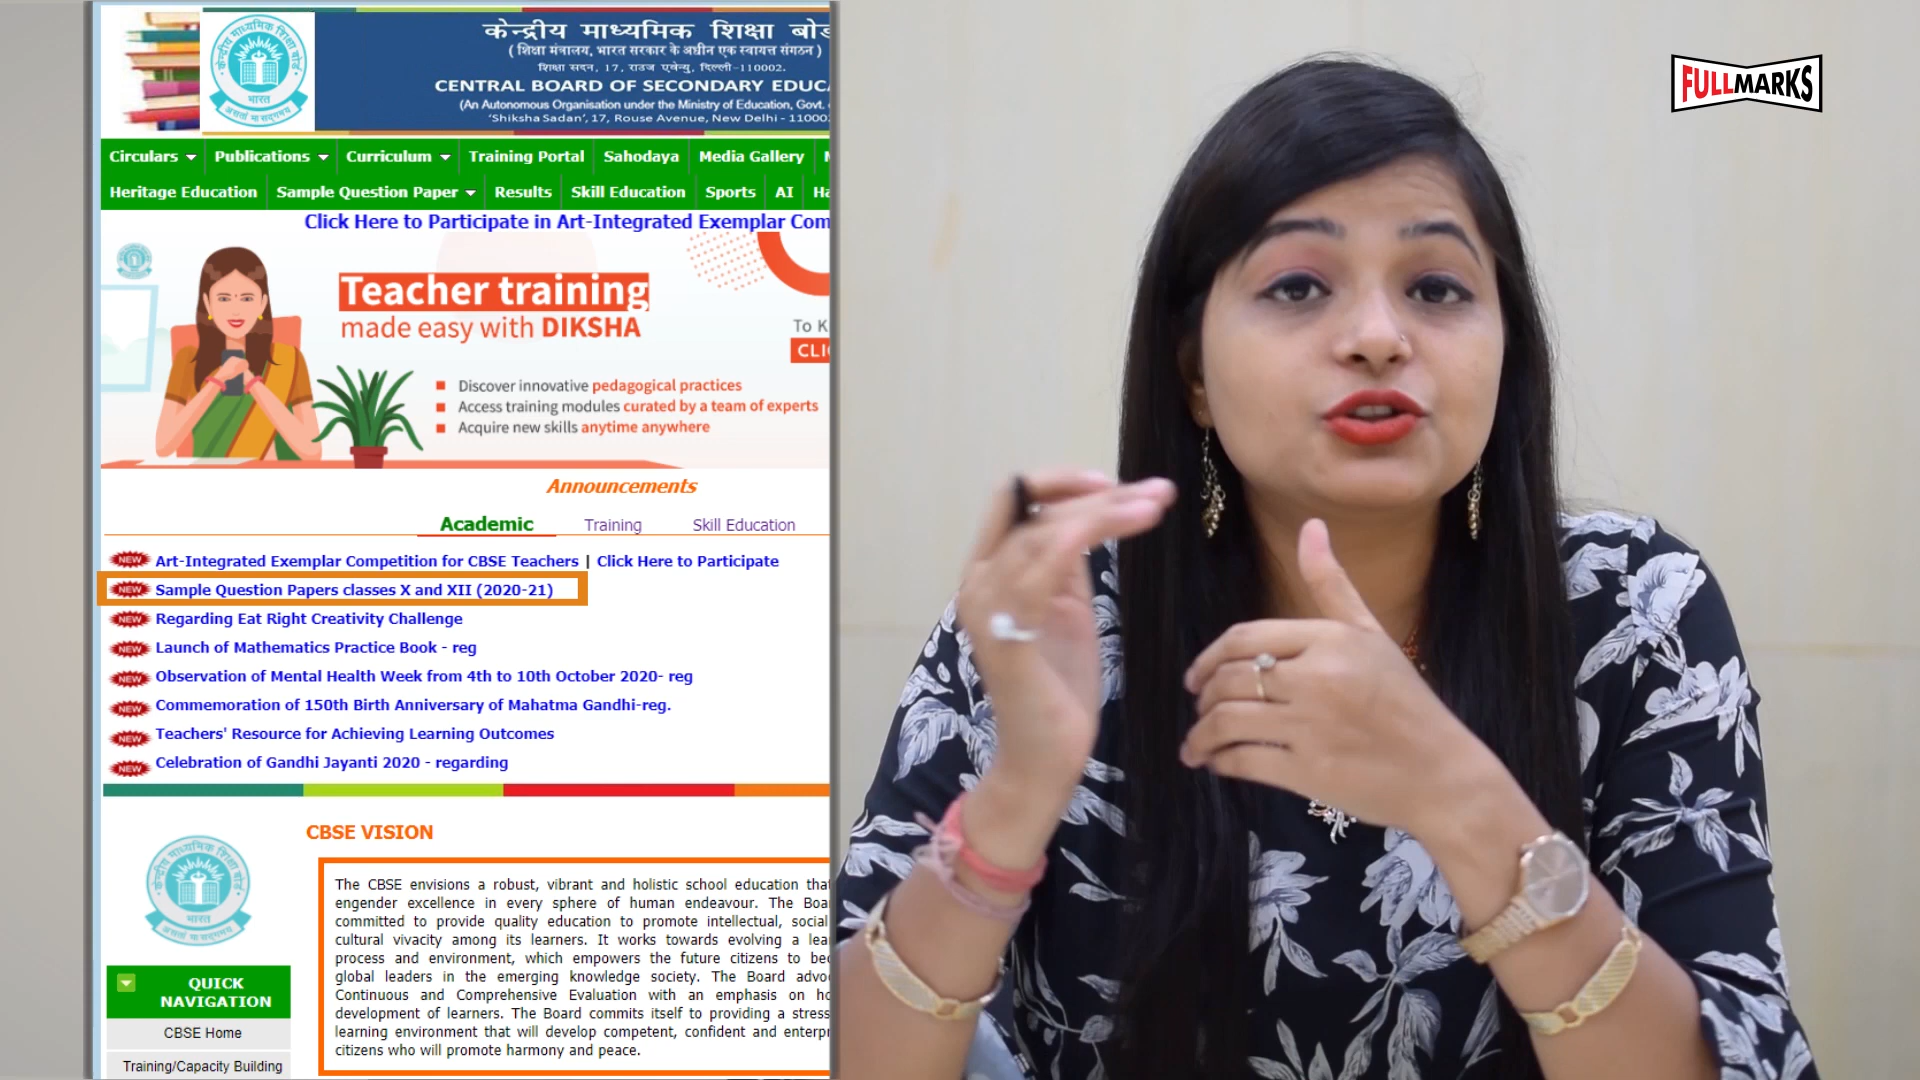 केन्द्रीय माध्यमिक शिक्षा बोर्ड
( शिक्षा मंत्रालय, भारत सरकार के अधीन एक स्वायत्त संगठन )
शिक्षा सदन, 17, राउज एवेन्यु, दिल्ली-110002.
CENTRAL BOARD OF SECONDARY EDUCA
(An Autonomous Organisation under the Ministry of Education, Govt.
'Shiksha Sadan', 17, Rouse Avenue, New Delhi - 11000
भारत
FULLMARKS
Circulars Publications Curriculum Training Portal Sahodaya Media Gallery
Heritage Education Sample Question Paper Results Skill Education Sports AI Ha
Click Here to Participate in Art-Integrated Exemplar Com
Teacher training
made easy with DIKSHA
To K
CLI
Discover innovative pedagogical practices
Access training modules curated by a team of experts
Acquire new skills anytime anywhere
Announcements
Academic Training Skill Education
NEW Art-Integrated Exemplar Competition for CBSE Teachers | Click Here to Participate
NEW Sample Question Papers classes X and XII (2020-21)
NEW Regarding Eat Right Creativity Challenge
NEW Launch of Mathematics Practice Book - reg
NEW Observation of Mental Health Week from 4th to 10th October 2020- reg
NEW Commemoration of 150th Birth Anniversary of Mahatma Gandhi-reg.
NEW Teachers' Resource for Achieving Learning Outcomes
NEW Celebration of Gandhi Jayanti 2020 - regarding
CBSE VISION
The CBSE envisions a robust, vibrant and holistic school education that
engender excellence in every sphere of human endeavour. The Boar
committed to provide quality education to promote intellectual, social
cultural vivacity among its learners. It works towards evolving a lea
process and environment, which empowers the future citizens to be
global leaders in the emerging knowledge society. The Board advo
Continuous and Comprehensive Evaluation with an emphasis on ho
development of learners. The Board commits itself to providing a stress
learning environment that will develop competent, confident and enterpr
citizens who will promote harmony and peace.
भारत
QUICK
NAVIGATION
CBSE Home
Training/Capacity Building